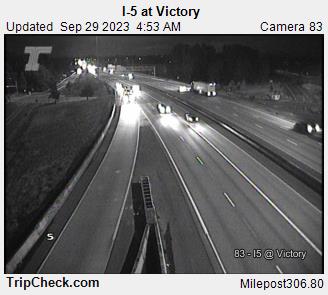 I-5 at Victory
Updated Sep 29 2023 4:53 AM Camera 83
T
S
83 - I5 @ Victory
TripCheck.com Milepost306.80